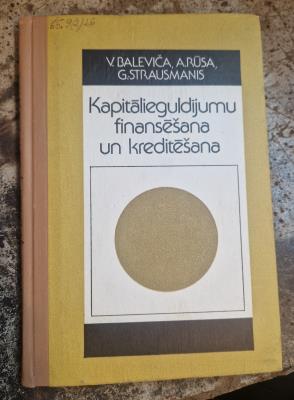 V. BALEVIČA, A. RŪSA,
G. STRAUSMANIS
Kapitālieguldījumu
finansēšana
un kreditēšana